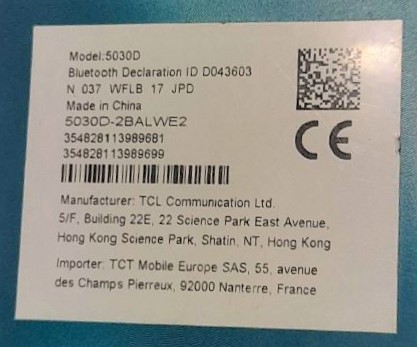 Model:5030D
Bluetooth Declaration ID D043603
N 037 WFLB 17 JPD
Made in China
5030D-2BALWE2
354828113989681
354828113989699
CE
Manufacturer: TCL Communication Ltd.
5/F, Building 22E, 22 Science Park East Avenue,
Hong Kong Science Park, Shatin, NT, Hong Kong
Importer: TCT Mobile Europe SAS, 55, avenue
des Champs Pierreux, 92000 Nanterre, France